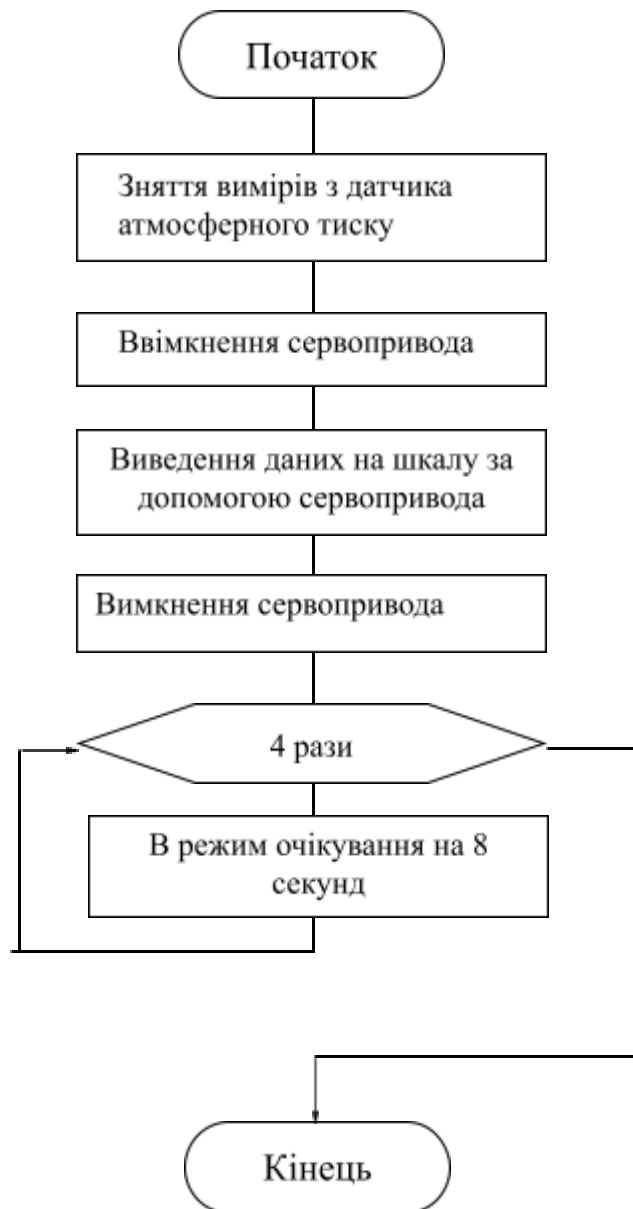 Початок
Зняття вимірів з датчика
атмосферного тиску
Ввімкнення сервопривода
Виведення даних на шкалу за
допомогою сервопривода
Вимкнення сервопривода
4 рази
В режим очікування на 8
секунд
Кінець